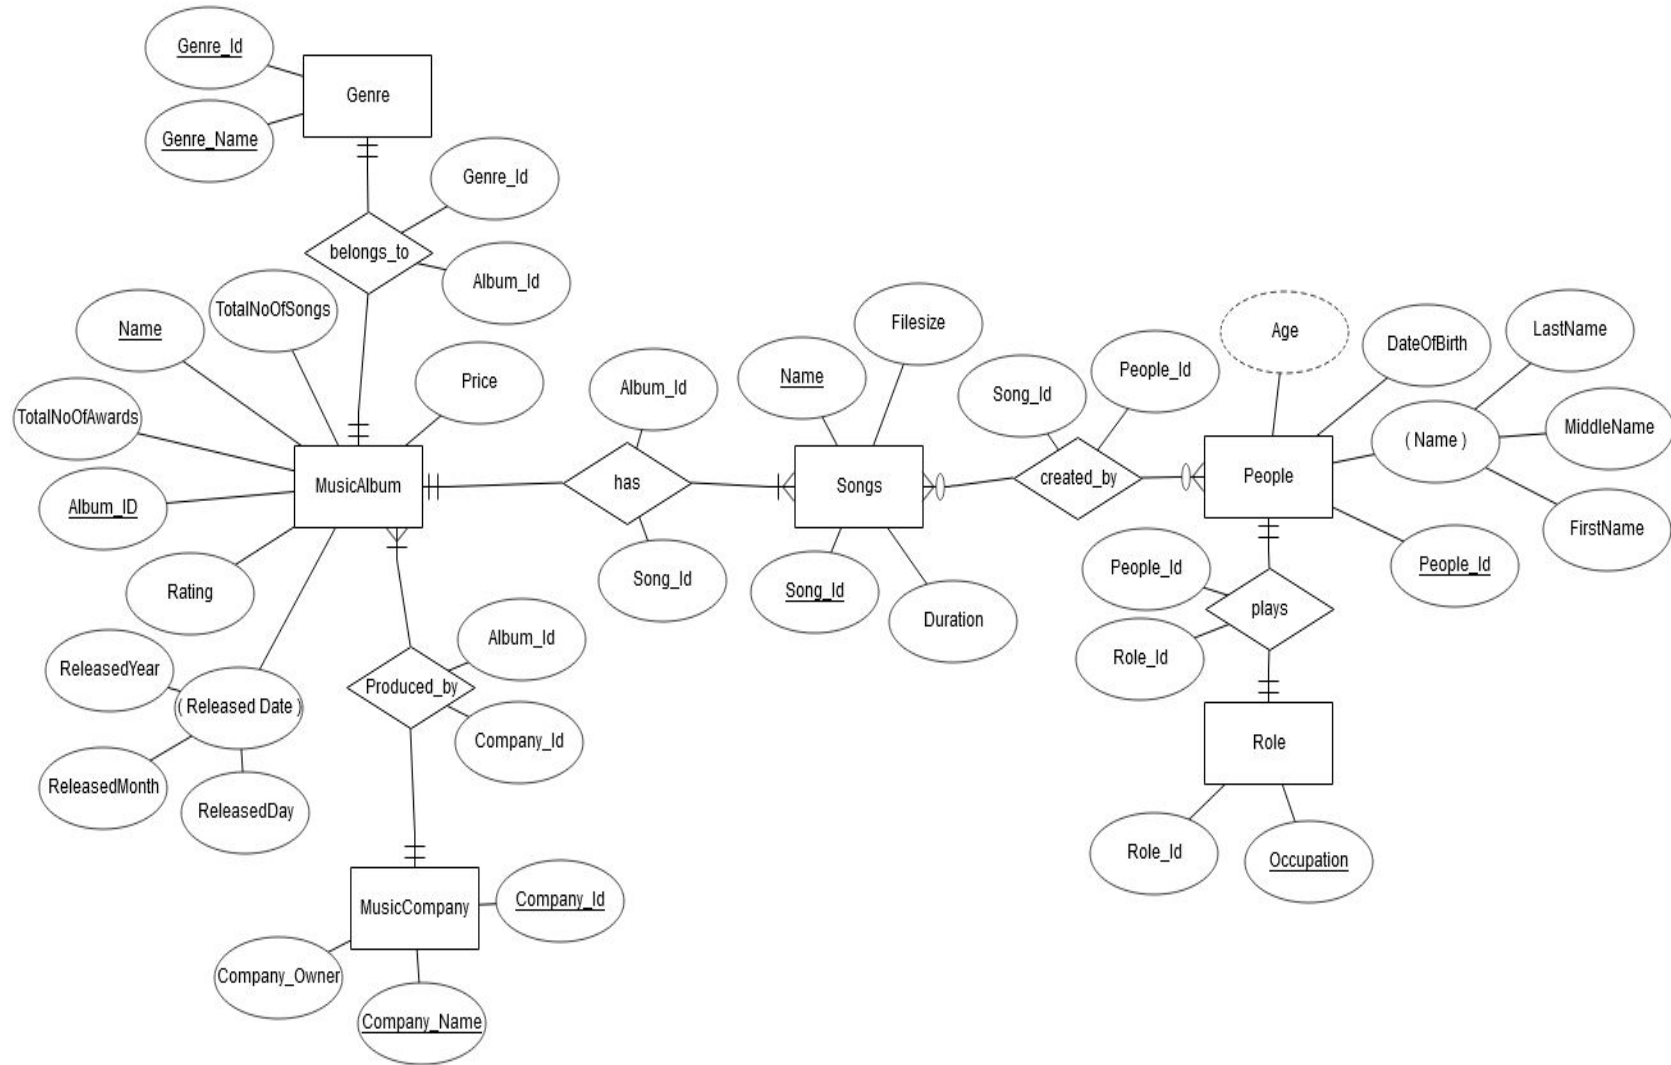 Genre_Id
Genre
Genre_Name
Genre_Id
belongs_to
Album_Id
TotalNoOfSongs
Name
Filesize
Age
LastName
DateOfBirth
Price
Album_Id
Name
People_Id
Song_Id
TotalNoOfAwards
MiddleName
( Name )
MusicAlbum
has
Songs
created_by
People
Album_ID
FirstName
People_Id
People_Id
Song_Id
Song_Id
Rating
plays
Duration
Album_Id
Role_Id
ReleasedYear
Produced_by
( Released Date )
Company_Id
Role
ReleasedMonth
ReleasedDay
Role_Id
Occupation
Company_Id
MusicCompany
Company_Owner
Company_Name